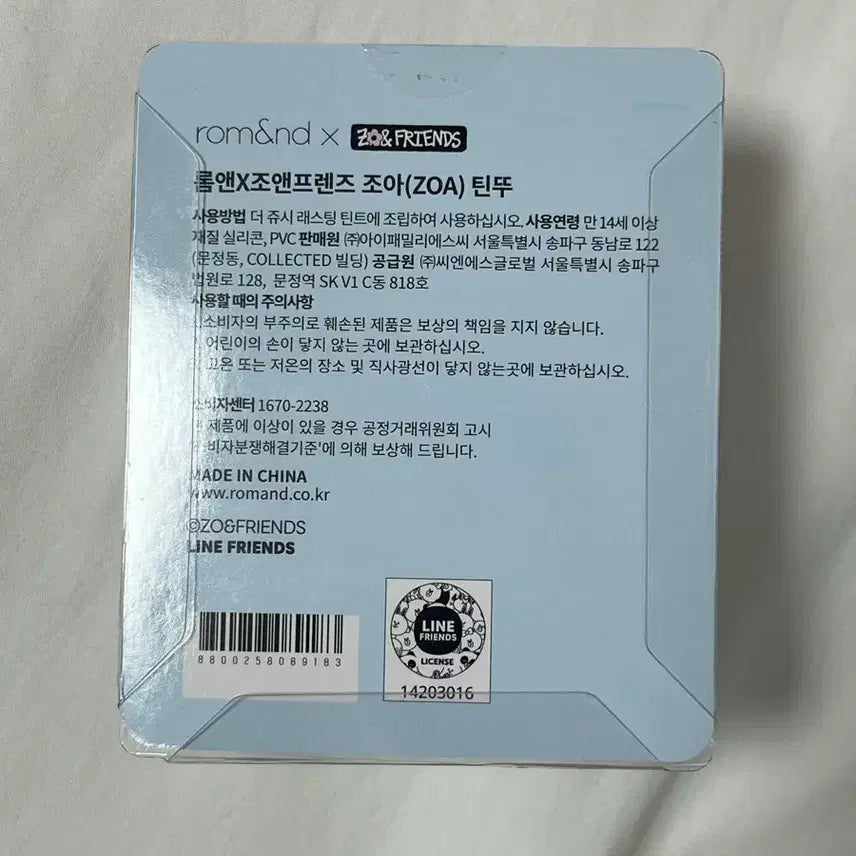 rom&nd × ZO& FRIENDS
롬앤X조앤프렌즈 조아(ZOA) 틴뚜
사용방법 더 쥬시 래스팅 틴트에 조립하여 사용하십시오. 사용연령 만 14세 이상
재질 실리콘, PVC 판매원 ㈜아이패밀리에스씨 서울특별시 송파구 동남로 122
(문정동, COLLECTED 빌딩) 공급원 ㈜씨엔에스글로벌 서울특별시 송파구
법원로 128, 문정역 SK V1 C동 818호
사용할 때의 주의사항
소비자의 부주의로 훼손된 제품은 보상의 책임을 지지 않습니다.
어린이의 손이 닿지 않는 곳에 보관하십시오.
고온 또는 저온의 장소 및 직사광선이 닿지 않는곳에 보관하십시오.
소비자센터 1670-2238
제품에 이상이 있을 경우 공정거래위원회 고시
소비자분쟁해결기준'에 의해 보상해 드립니다.
MADE IN CHINA
www.romand.co.kr
©ZO&FRIENDS
LINE FRIENDS
8800258089183
LINE
FRIENDS
LICENSE
14203016